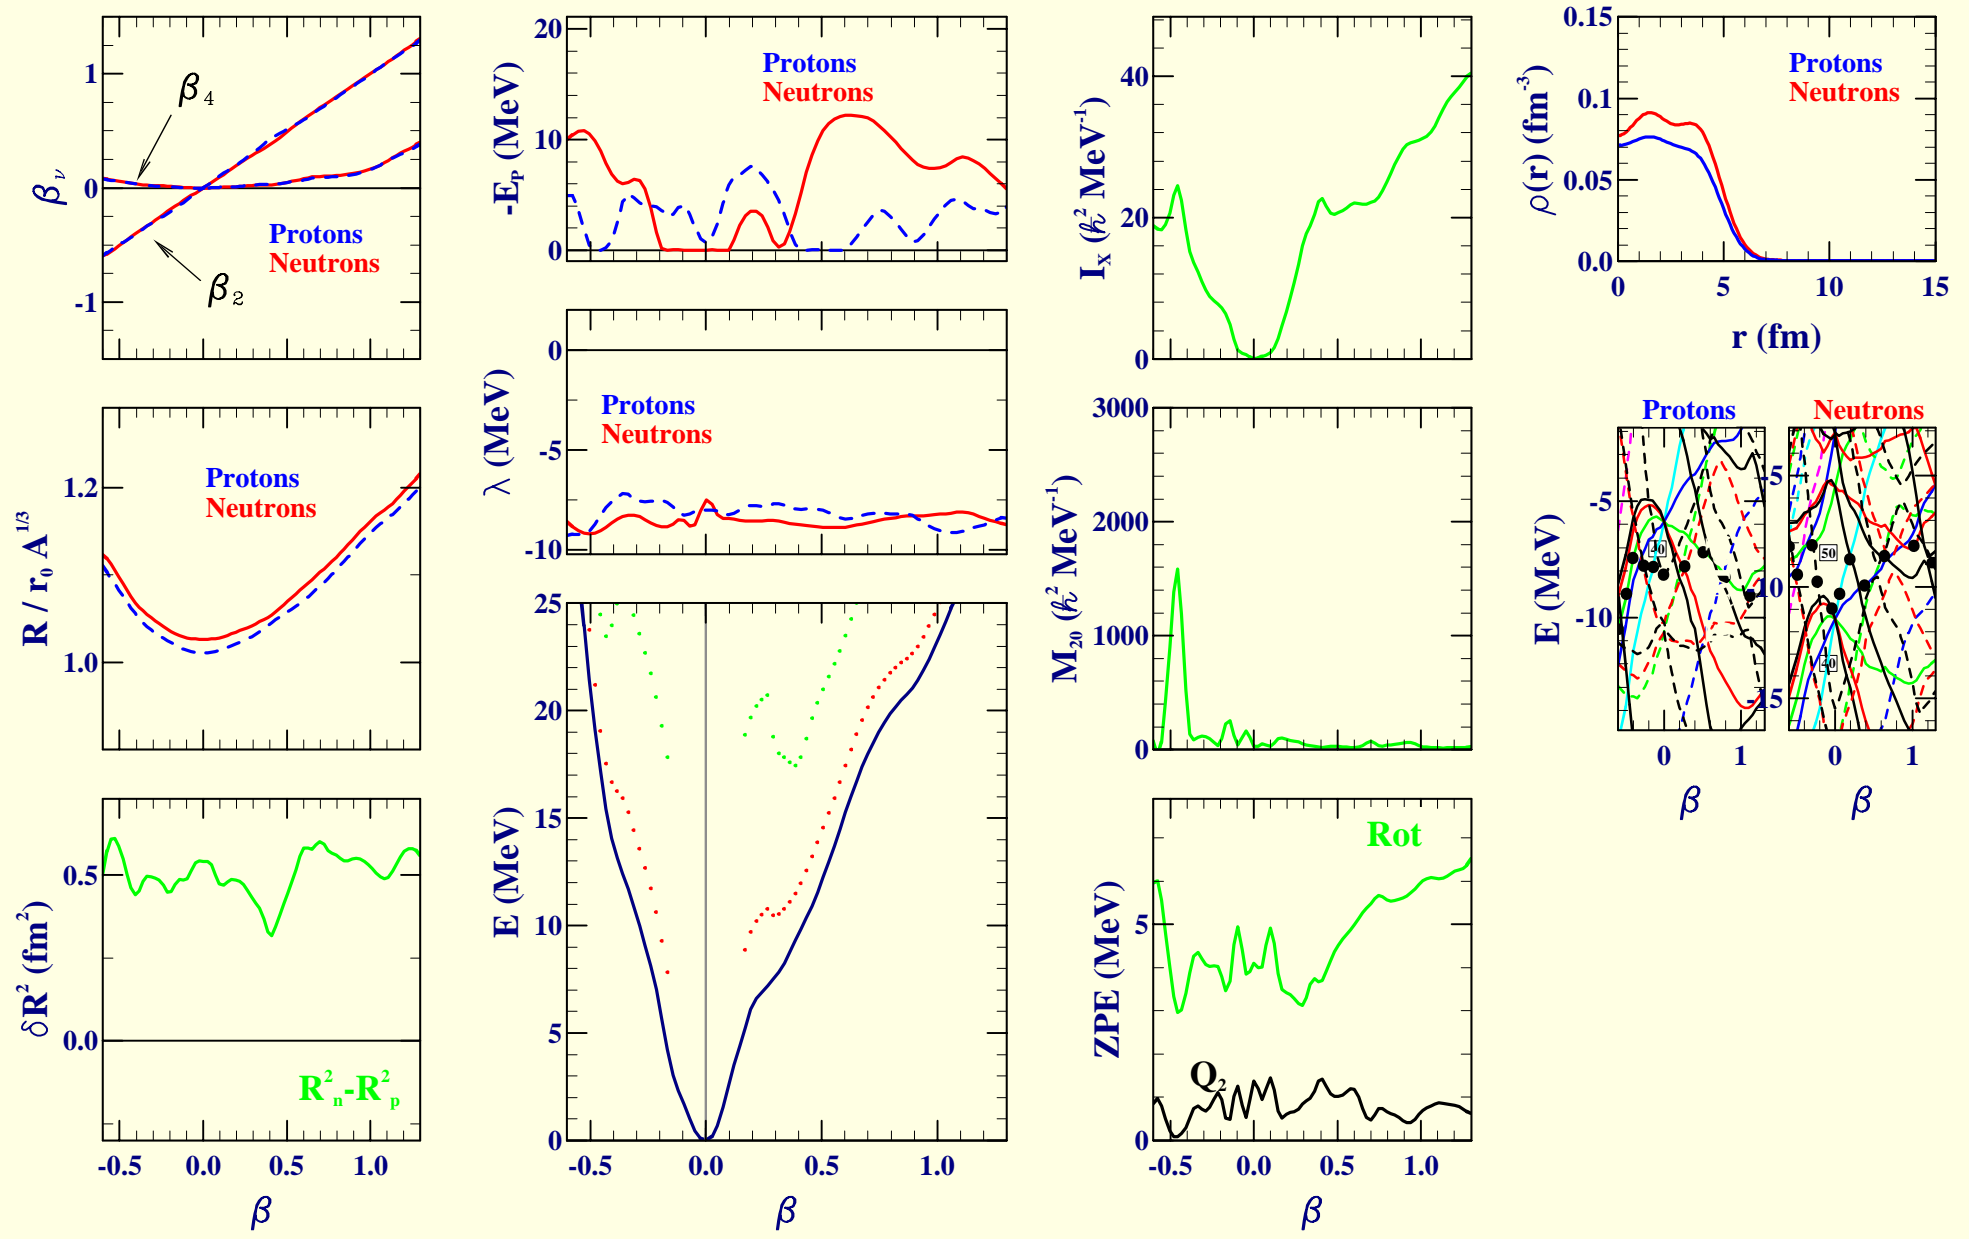 1
0
-1
β_ν
β₄
β₂
Protons
Neutrons
1.2
1.0
R / r₀ A^1/3
Protons
Neutrons
0.5
0.0
δR² (fm²)
R²ₙ-R²ₚ
-0.5 0.0 0.5 1.0
β
20
10
0
-E_P (MeV)
Protons
Neutrons
0
-5
-10
λ (MeV)
Protons
Neutrons
25
20
15
10
5
0
E (MeV)
-0.5 0.0 0.5 1.0
β
40
20
0
I_X (ℏ² MeV⁻¹)
3000
2000
1000
0
M₂₀ (ℏ² MeV⁻¹)
5
0
ZPE (MeV)
Rot
Q₂
-0.5 0.0 0.5 1.0
β
0.15
0.1
0.05
0.0
ρ(r) (fm⁻³)
Protons
Neutrons
0 5 10 15
r (fm)
Protons Neutrons
-5
-10
E (MeV)
50
40
0 1
0 1
β β